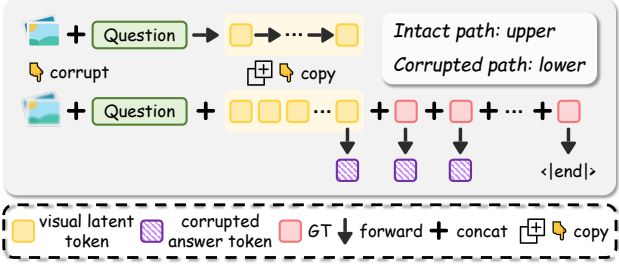 Question
Intact path: upper
corrupt
copy
Corrupted path: lower
Question
<|end|>
visual latent token
corrupted answer token
GT
forward
concat
copy